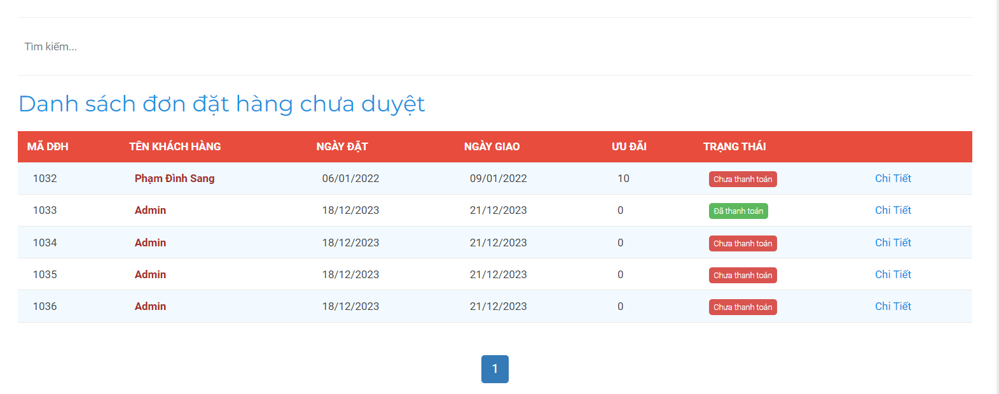 Tìm kiếm...
Danh sách đơn đặt hàng chưa duyệt
MÃ DĐH TÊN KHÁCH HÀNG NGÀY ĐẶT NGÀY GIAO ƯU ĐÃI TRẠNG THÁI
1032 Phạm Đình Sang 06/01/2022 09/01/2022 10 Chưa thanh toán Chi Tiết
1033 Admin 18/12/2023 21/12/2023 0 Đã thanh toán Chi Tiết
1034 Admin 18/12/2023 21/12/2023 0 Chưa thanh toán Chi Tiết
1035 Admin 18/12/2023 21/12/2023 0 Chưa thanh toán Chi Tiết
1036 Admin 18/12/2023 21/12/2023 0 Chưa thanh toán Chi Tiết
1